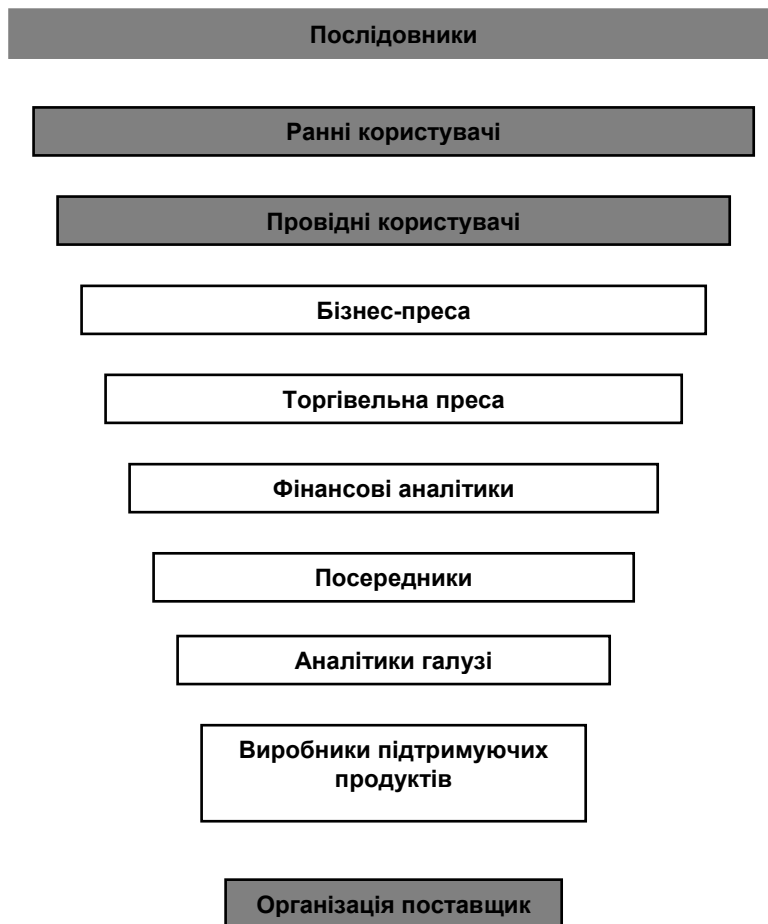 Послідовники
Ранні користувачі
Провідні користувачі
Бізнес-преса
Торгівельна преса
Фінансові аналітики
Посередники
Аналітики галузі
Виробники підтримуючих
продуктів
Організація поставщик